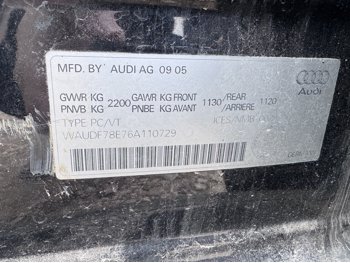 MFD. BY AUDI AG 09 05
GVWR KG 2200 GAWR KG FRONT 1130 /REAR 1120
PNVB KG PNBE KG AVANT /ARRIERE
TYPE PC/VT
WAUDF78E76A110729
Audi